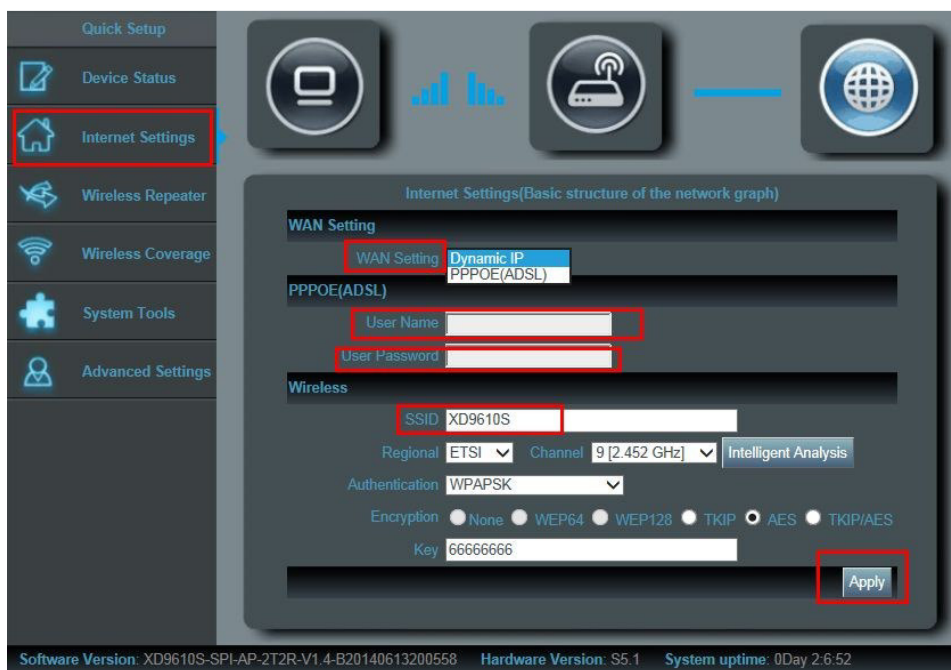 Quick Setup
Device Status
Internet Settings
Wireless Repeater
Wireless Coverage
System Tools
Advanced Settings
Internet Settings(Basic structure of the network graph)
WAN Setting
WAN Setting Dynamic IP
PPPOE(ADSL)
PPPOE(ADSL)
User Name
User Password
Wireless
SSID XD9610S
Regional ETSI Channel 9 [2.452 GHz] Intelligent Analysis
Authentication WPAPSK
Encryption None WEP64 WEP128 TKIP AES TKIP/AES
Key 66666666
Apply
Software Version: XD9610S-SPI-AP-2T2R-V1.4-B20140613200558 Hardware Version: S5.1 System uptime: 0Day 2:6:52